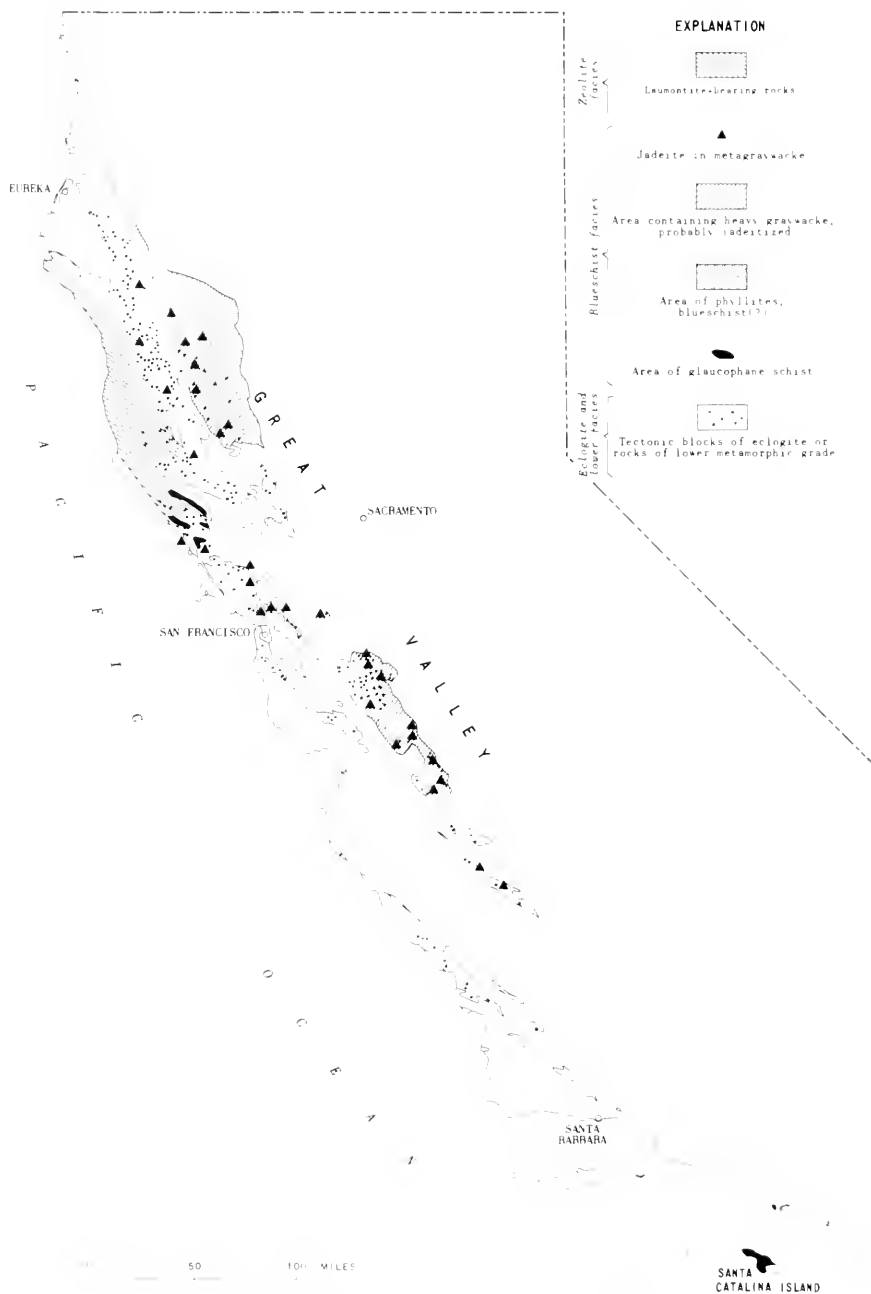 EXPLANATION
Zeolite
facies
Laumontite-bearing rocks
Jadeite in metagraywacke
Blueschist facies
Area containing heavy graywacke,
probably jadeitized
Area of phyllites,
blueschist(?)
Area of glaucophane schist
Eclogite and
lower facies
Tectonic blocks of eclogite or
rocks of lower metamorphic grade
EUREKA
GREAT
SACRAMENTO
PACIFIC
SAN FRANCISCO
VALLEY
OCEAN
SANTA
BARBARA
50
100 MILES
SANTA
CATALINA ISLAND